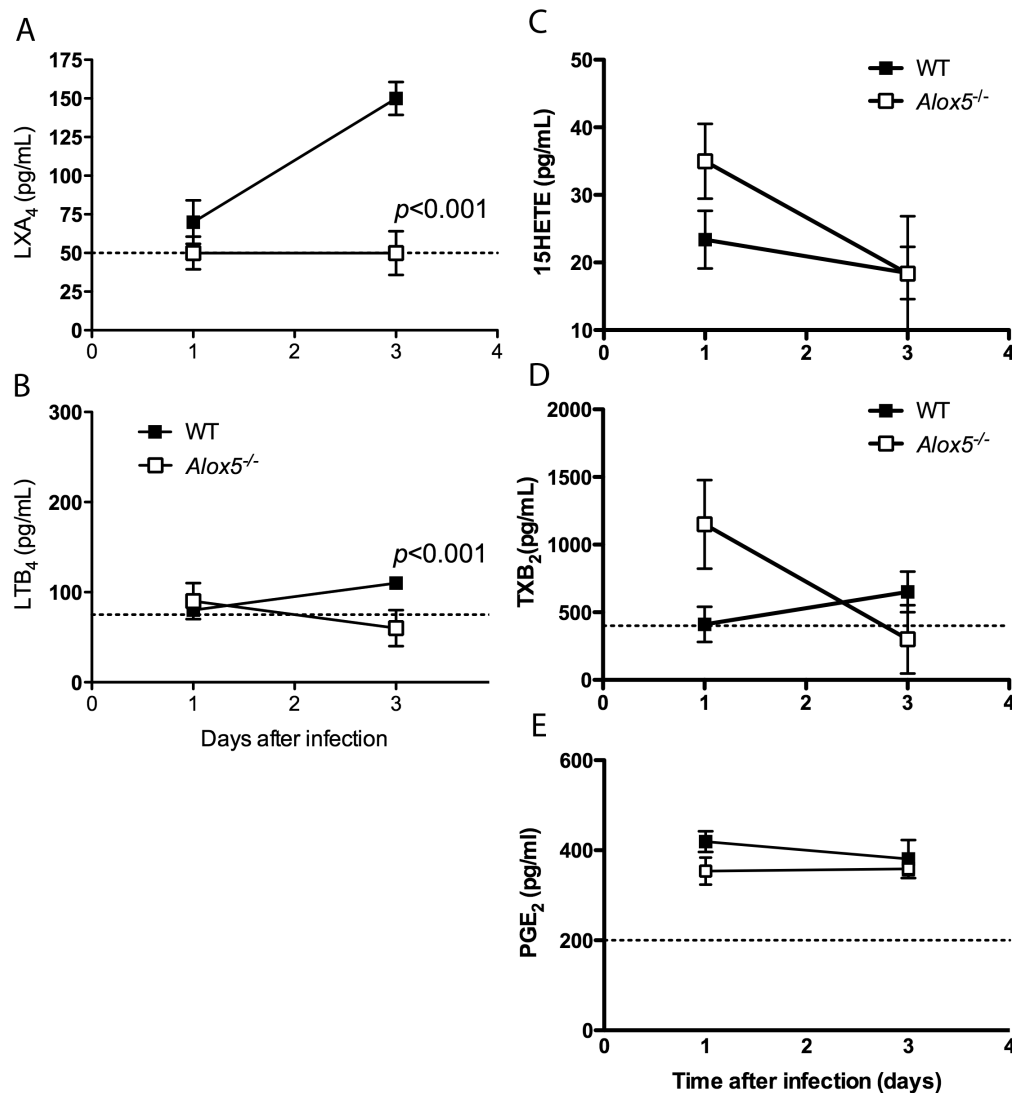 A
LXA4 (pg/mL)
175
150
125
100
75
50
25
0
p<0.001
0 1 2 3 4
B
LTB4 (pg/mL)
300
200
100
0
WT
Alox5-/-
p<0.001
0 1 2 3
Days after infection
C
15HETE (pg/mL)
50
40
30
20
10
WT
Alox5-/-
0 1 2 3 4
D
TXB2(pg/mL)
2000
1500
1000
500
0
WT
Alox5-/-
0 1 2 3 4
E
PGE2 (pg/ml)
600
400
200
0
0 1 2 3 4
Time after infection (days)